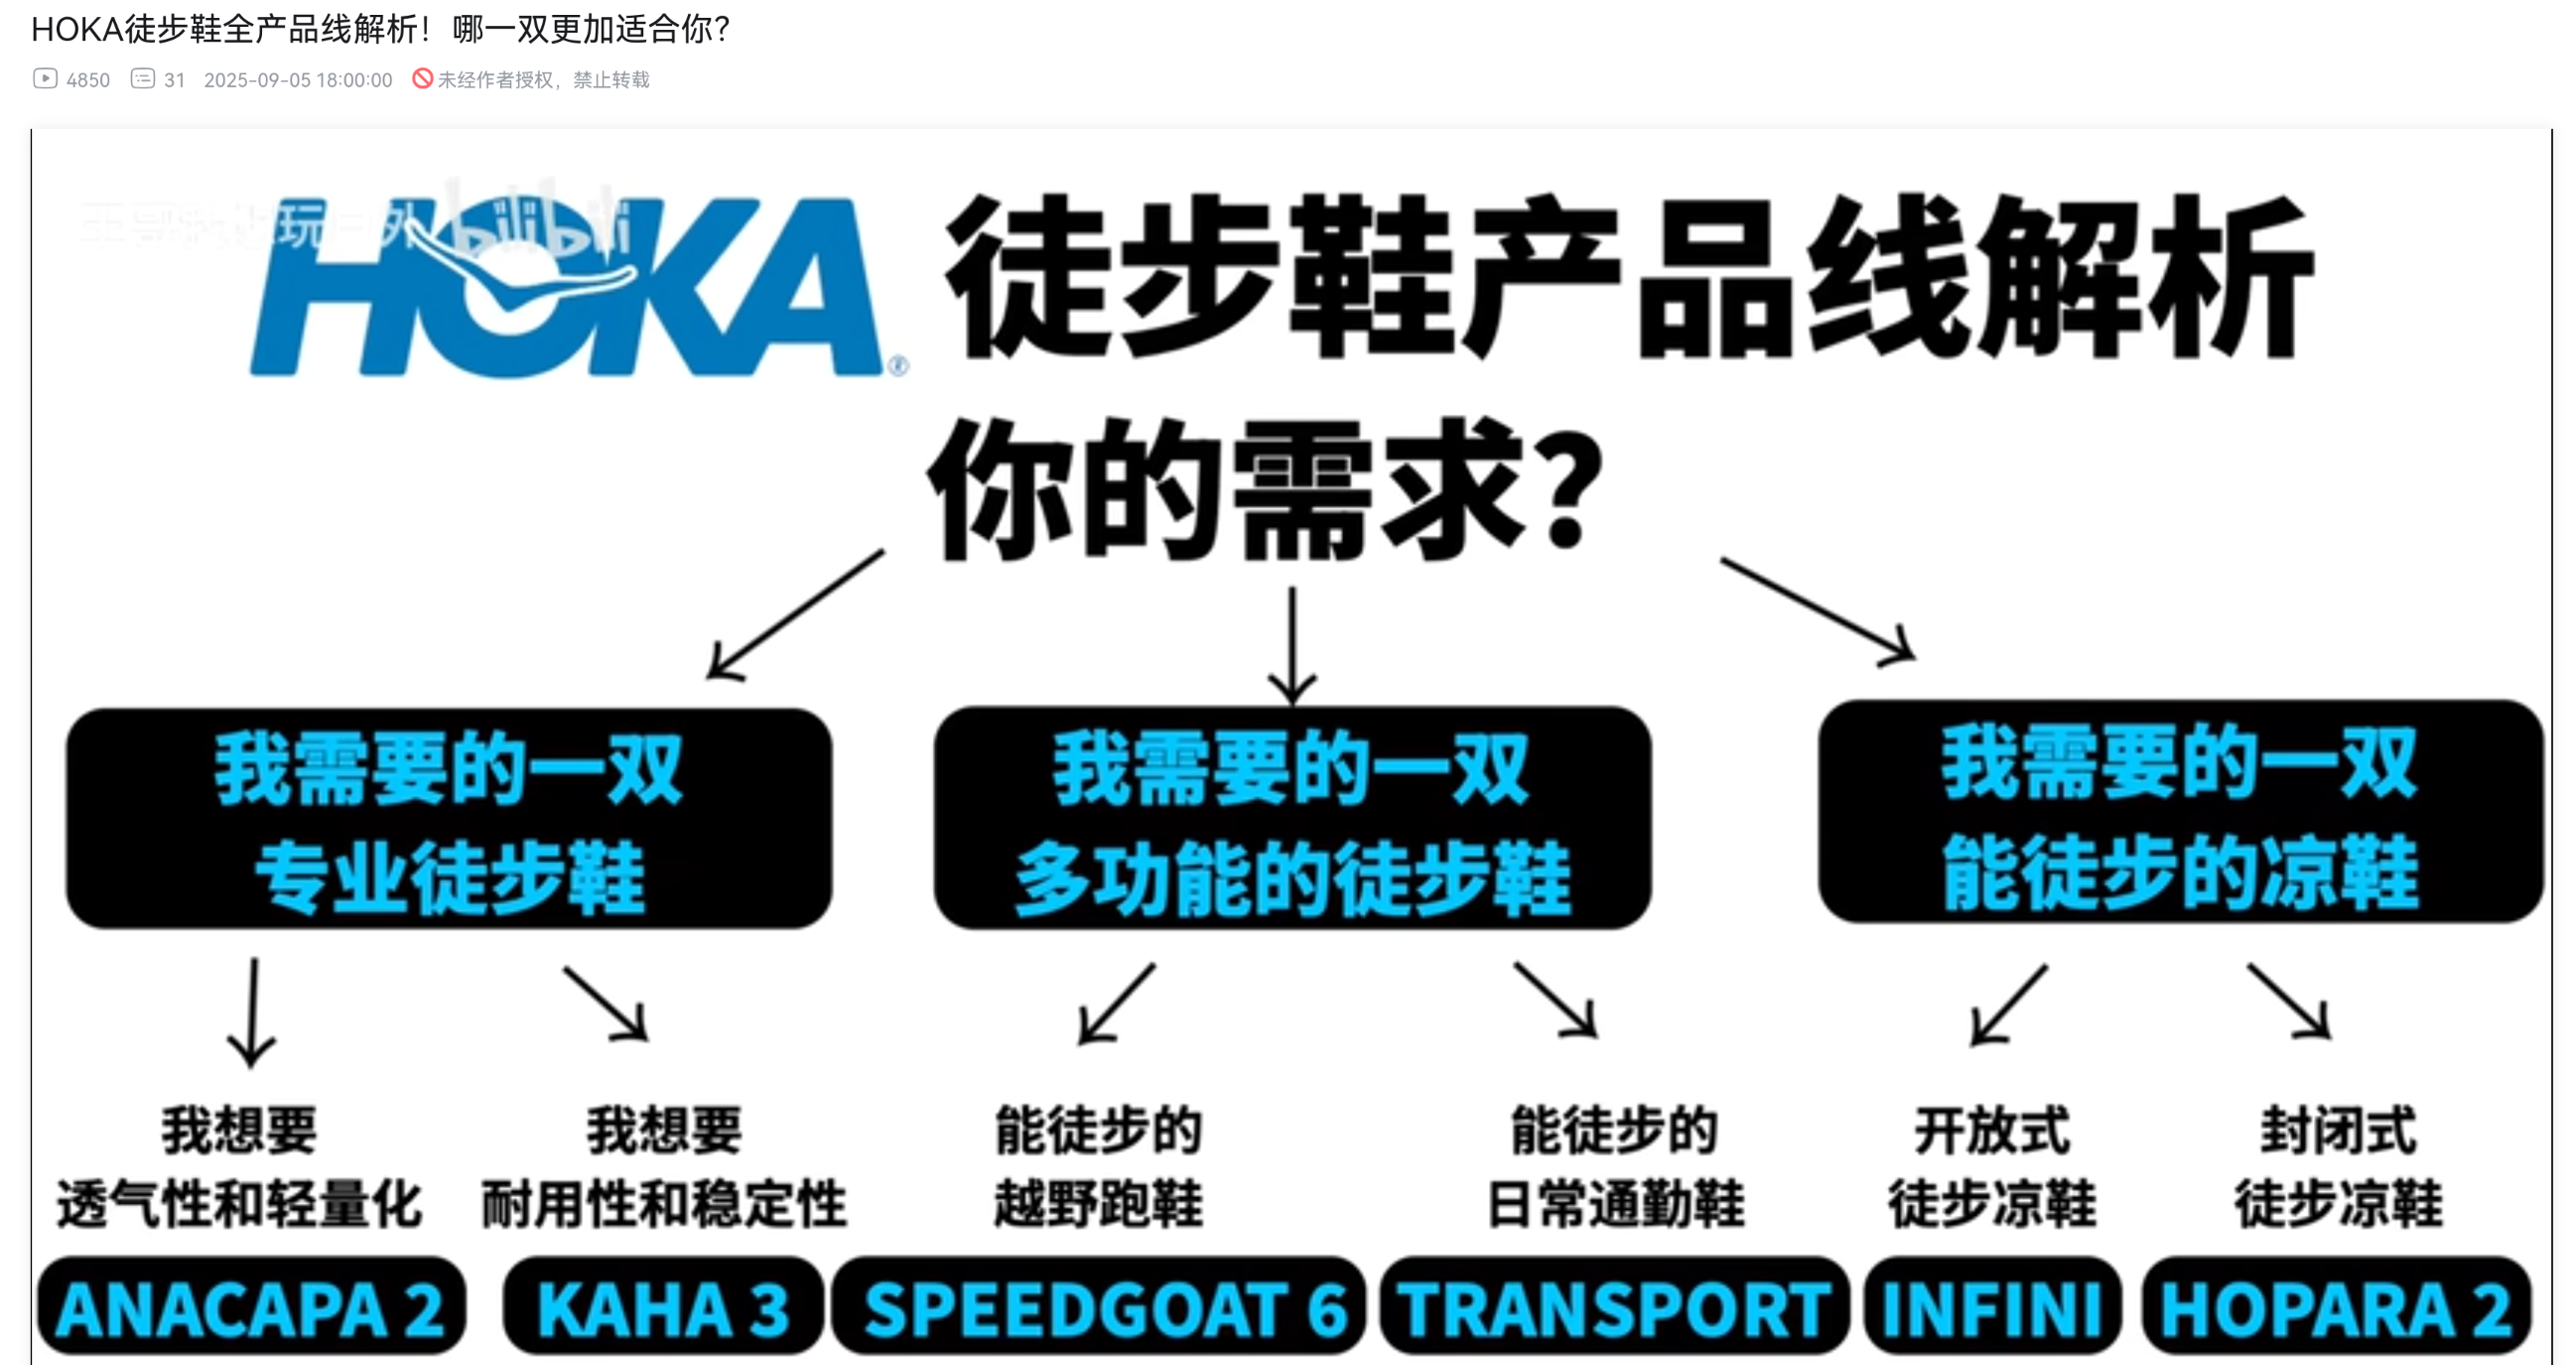 HOKA徒步鞋全产品线解析！哪一双更加适合你？
4850 31 2025-09-05 18:00:00 未经作者授权，禁止转载
bilibili
HOKA® 徒步鞋产品线解析
你的需求？
我需要的一双
专业徒步鞋
我需要的一双
多功能的徒步鞋
我需要的一双
能徒步的凉鞋
我想要
透气性和轻量化
我想要
耐用性和稳定性
能徒步的
越野跑鞋
能徒步的
日常通勤鞋
开放式
徒步凉鞋
封闭式
徒步凉鞋
ANACAPA 2
KAHA 3
SPEEDGOAT 6
TRANSPORT
INFINI
HOPARA 2